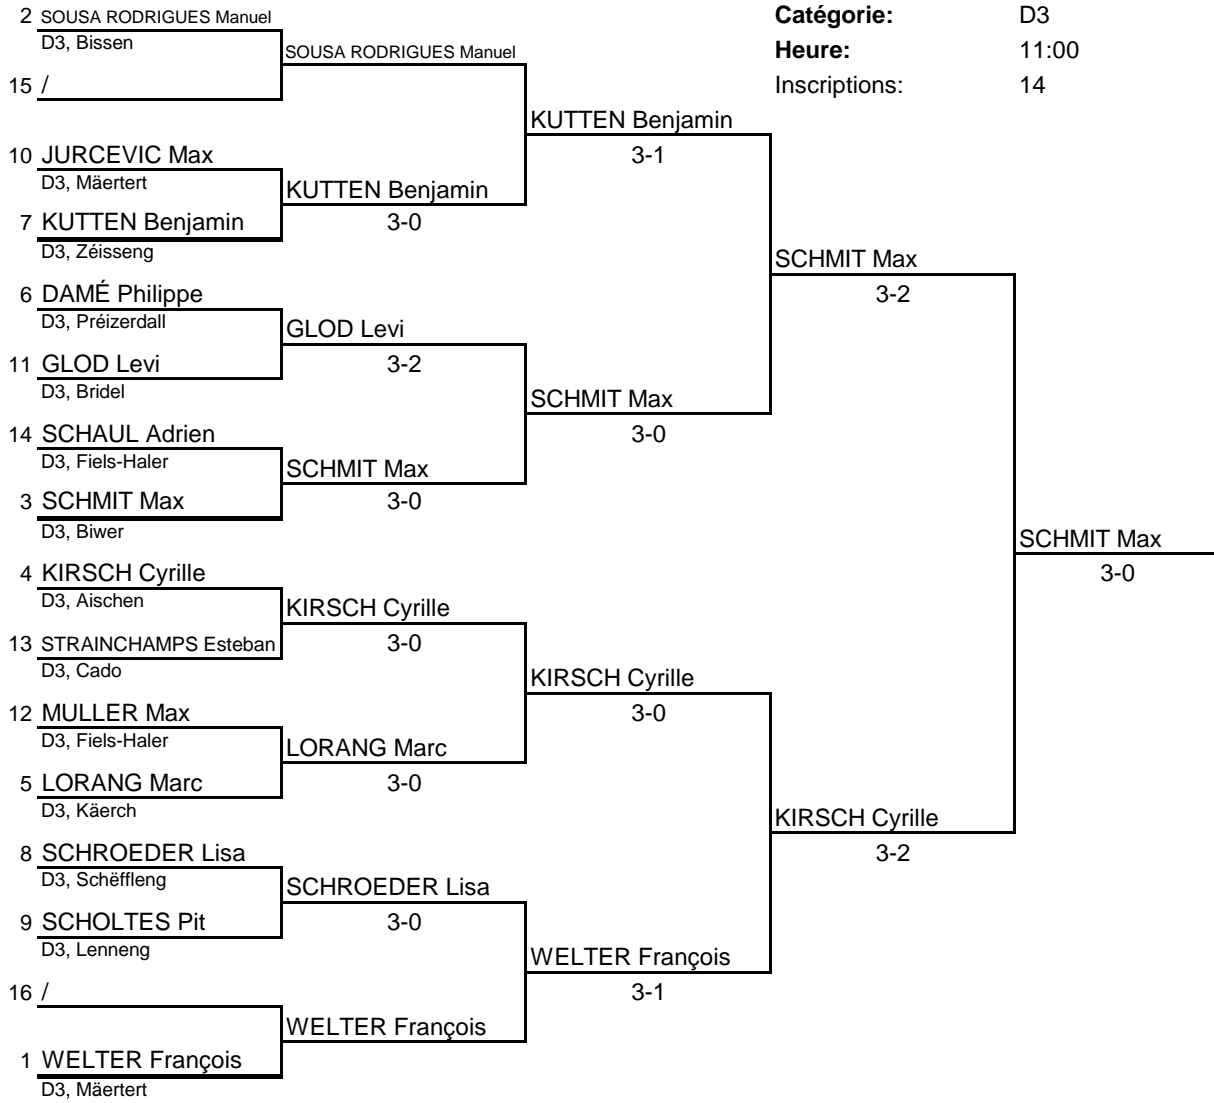 2 SOUSA RODRIGUES Manuel
D3, Bissen
15 /
10 JURCEVIC Max
D3, Mäertert
7 KUTTEN Benjamin
D3, Zéisseng
6 DAMÉ Philippe
D3, Préizerdall
11 GLOD Levi
D3, Bridel
14 SCHAUL Adrien
D3, Fiels-Haler
3 SCHMIT Max
D3, Biwer
4 KIRSCH Cyrille
D3, Aischen
13 STRAINCHAMPS Esteban
D3, Cado
12 MULLER Max
D3, Fiels-Haler
5 LORANG Marc
D3, Käerch
8 SCHROEDER Lisa
D3, Schëffleng
9 SCHOLTES Pit
D3, Lenneng
16 /
1 WELTER François
D3, Mäertert
SOUSA RODRIGUES Manuel
KUTTEN Benjamin
3-0
GLOD Levi
3-2
SCHMIT Max
3-0
KIRSCH Cyrille
3-0
LORANG Marc
3-0
SCHROEDER Lisa
3-0
WELTER François
KUTTEN Benjamin
3-1
SCHMIT Max
3-0
KIRSCH Cyrille
3-0
WELTER François
3-1
Catégorie: D3
Heure: 11:00
Inscriptions: 14
SCHMIT Max
3-2
KIRSCH Cyrille
3-2
SCHMIT Max
3-0